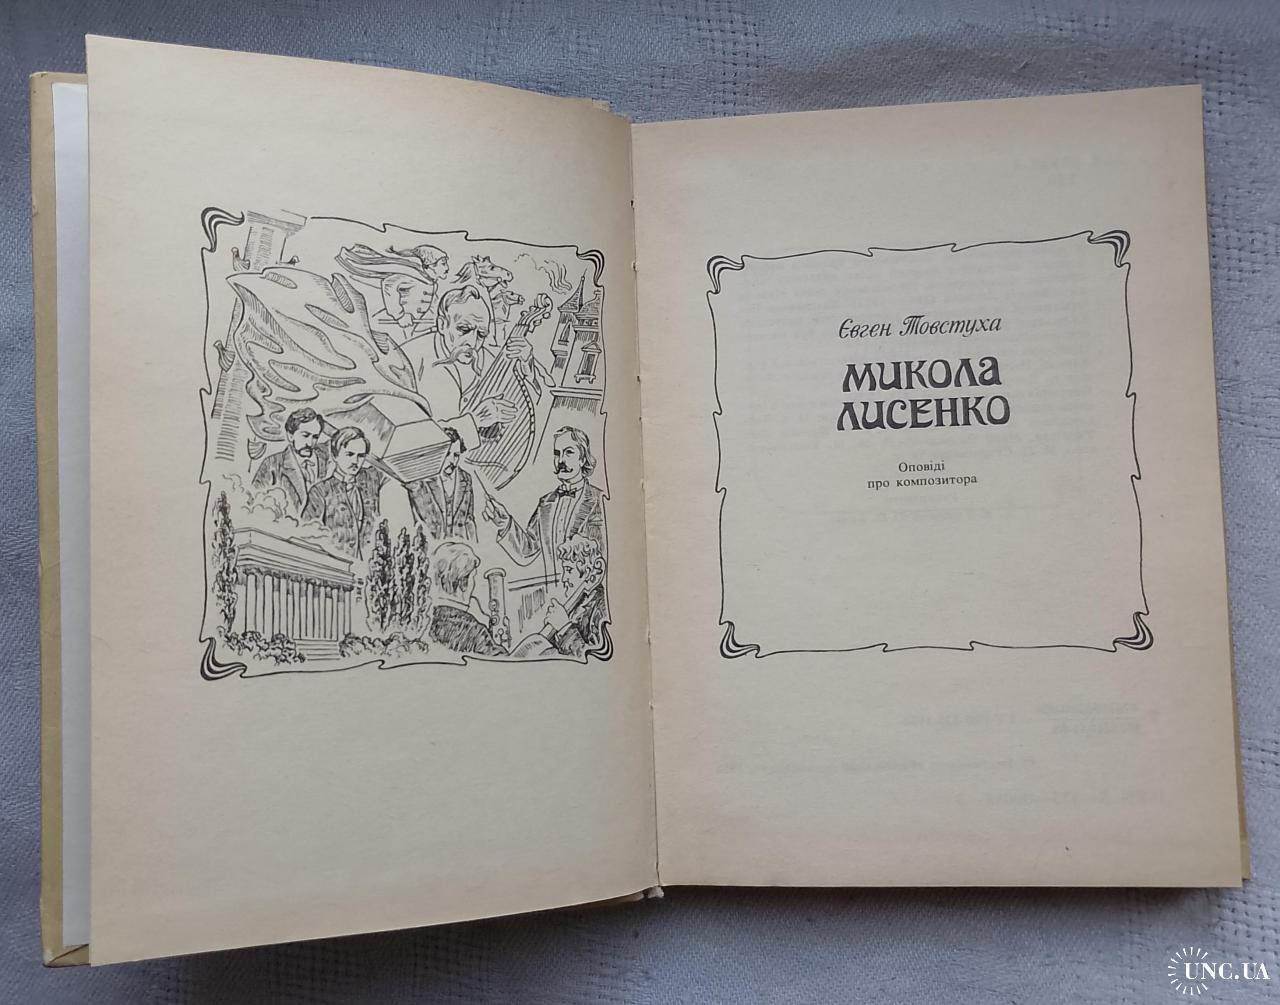 Євген Товстуха
МИКОЛА
ЛИСЕНКО
Оповіді
про композитора
UNC.UA